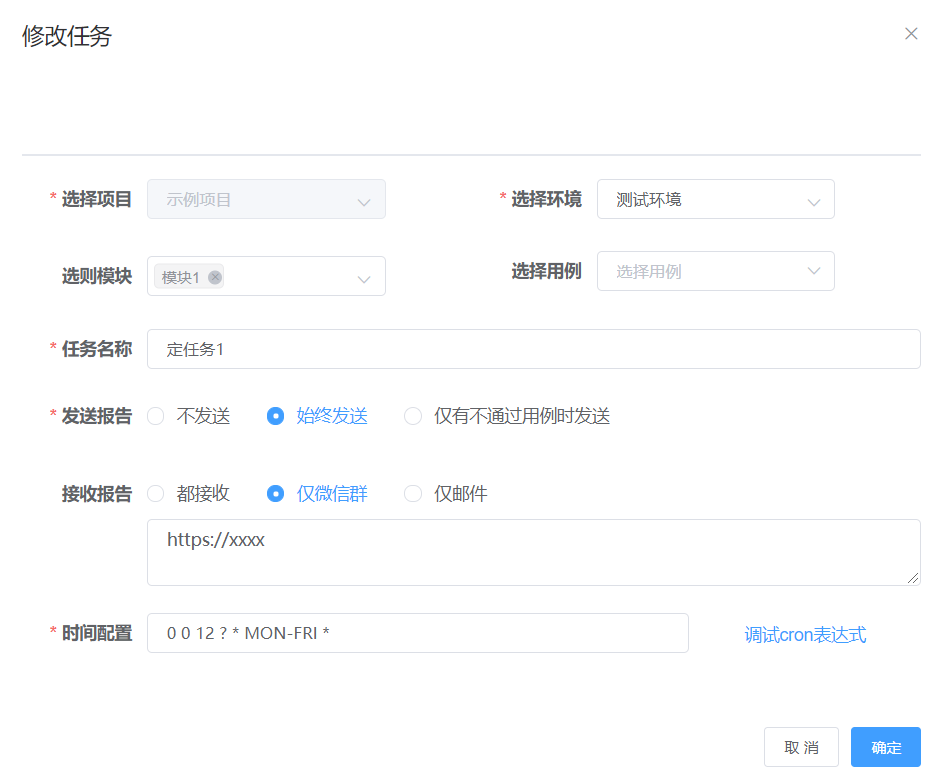 修改任务
* 选择项目 示例项目 * 选择环境 测试环境
选则模块 模块1 选择用例 选择用例
* 任务名称 定任务1
* 发送报告 不发送 始终发送 仅有不通过用例时发送
接收报告 都接收 仅微信群 仅邮件
https://xxxx
* 时间配置 0 0 12 ? * MON-FRI * 调试cron表达式
取 消 确定